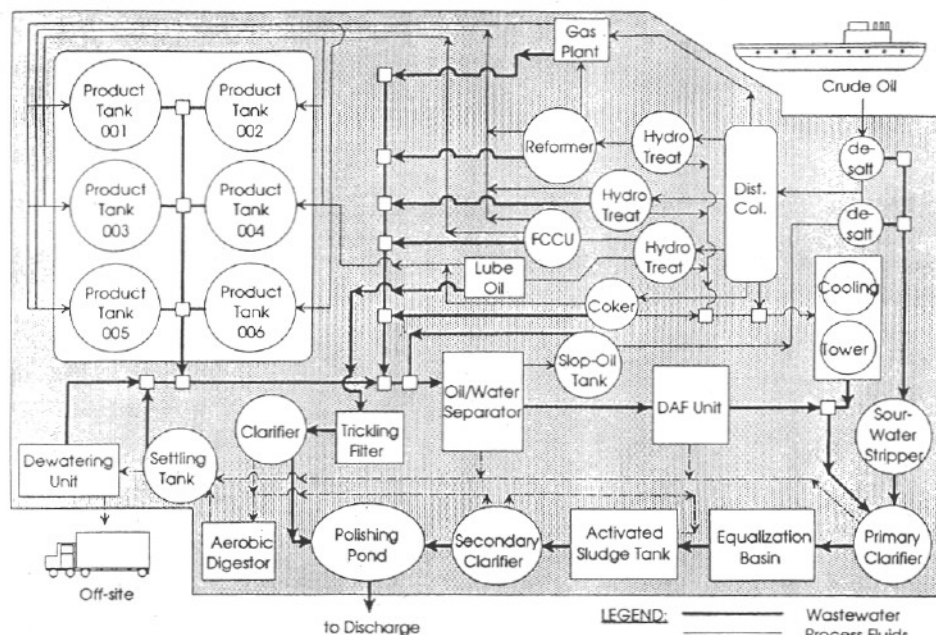 Gas
Plant
Crude Oil
Product
Tank
001
Product
Tank
002
Reformer
Hydro
Treat
Dist.
Col.
de-
salt
de-
salt
Product
Tank
003
Product
Tank
004
Hydro
Treat
FCCU
Hydro
Treat
Lube
Oil
Coker
Cooling
Tower
Product
Tank
005
Product
Tank
006
Slop-Oil
Tank
Oil/Water
Separator
DAF Unit
Sour-
Water
Stripper
Clarifier
Trickling
Filter
Dewatering
Unit
Settling
Tank
Aerobic
Digestor
Polishing
Pond
Secondary
Clarifier
Activated
Sludge Tank
Equalization
Basin
Primary
Clarifier
Off-site
to Discharge
LEGEND:
Wastewater
Process Fluids